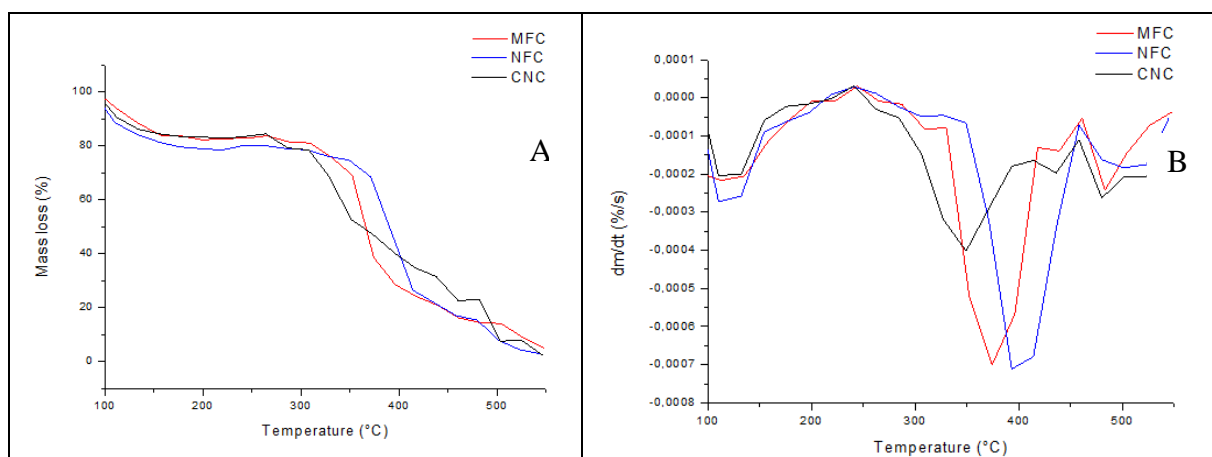 MFC
NFC
CNC
100
80
60
40
20
0
Mass loss (%)
A
100
200
300
400
500
Temperature (°C)
MFC
NFC
CNC
0,0001
0,0000
-0,0001
-0,0002
-0,0003
-0,0004
-0,0005
-0,0006
-0,0007
-0,0008
dm/dt (%/s)
B
100
200
300
400
500
Temperature (°C)